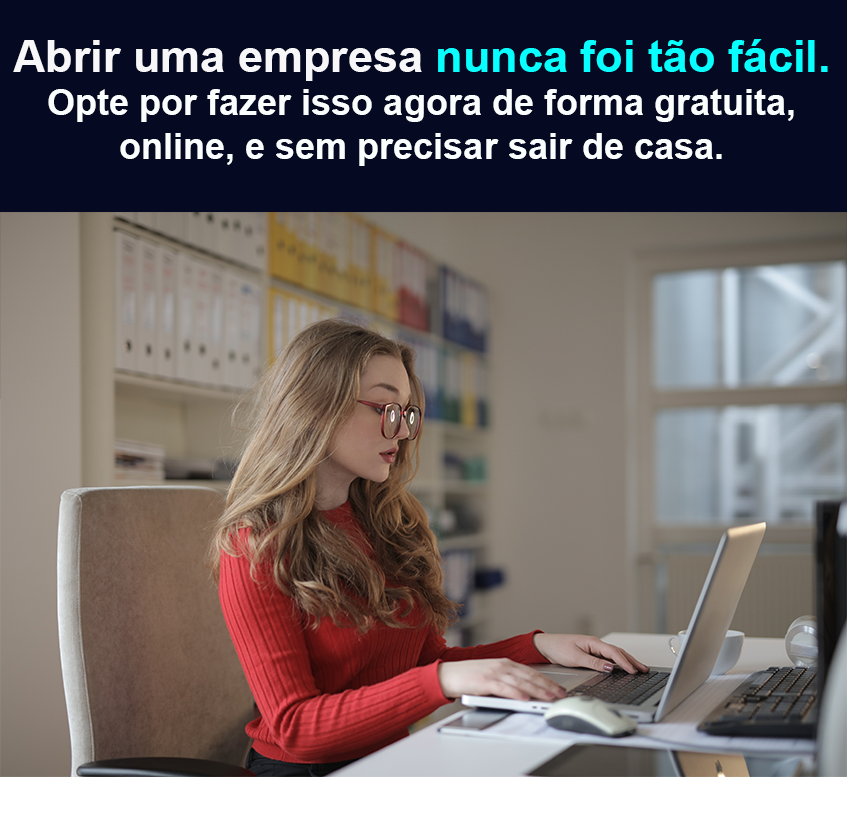 Abrir uma empresa nunca foi tão fácil.
Opte por fazer isso agora de forma gratuita,
online, e sem precisar sair de casa.